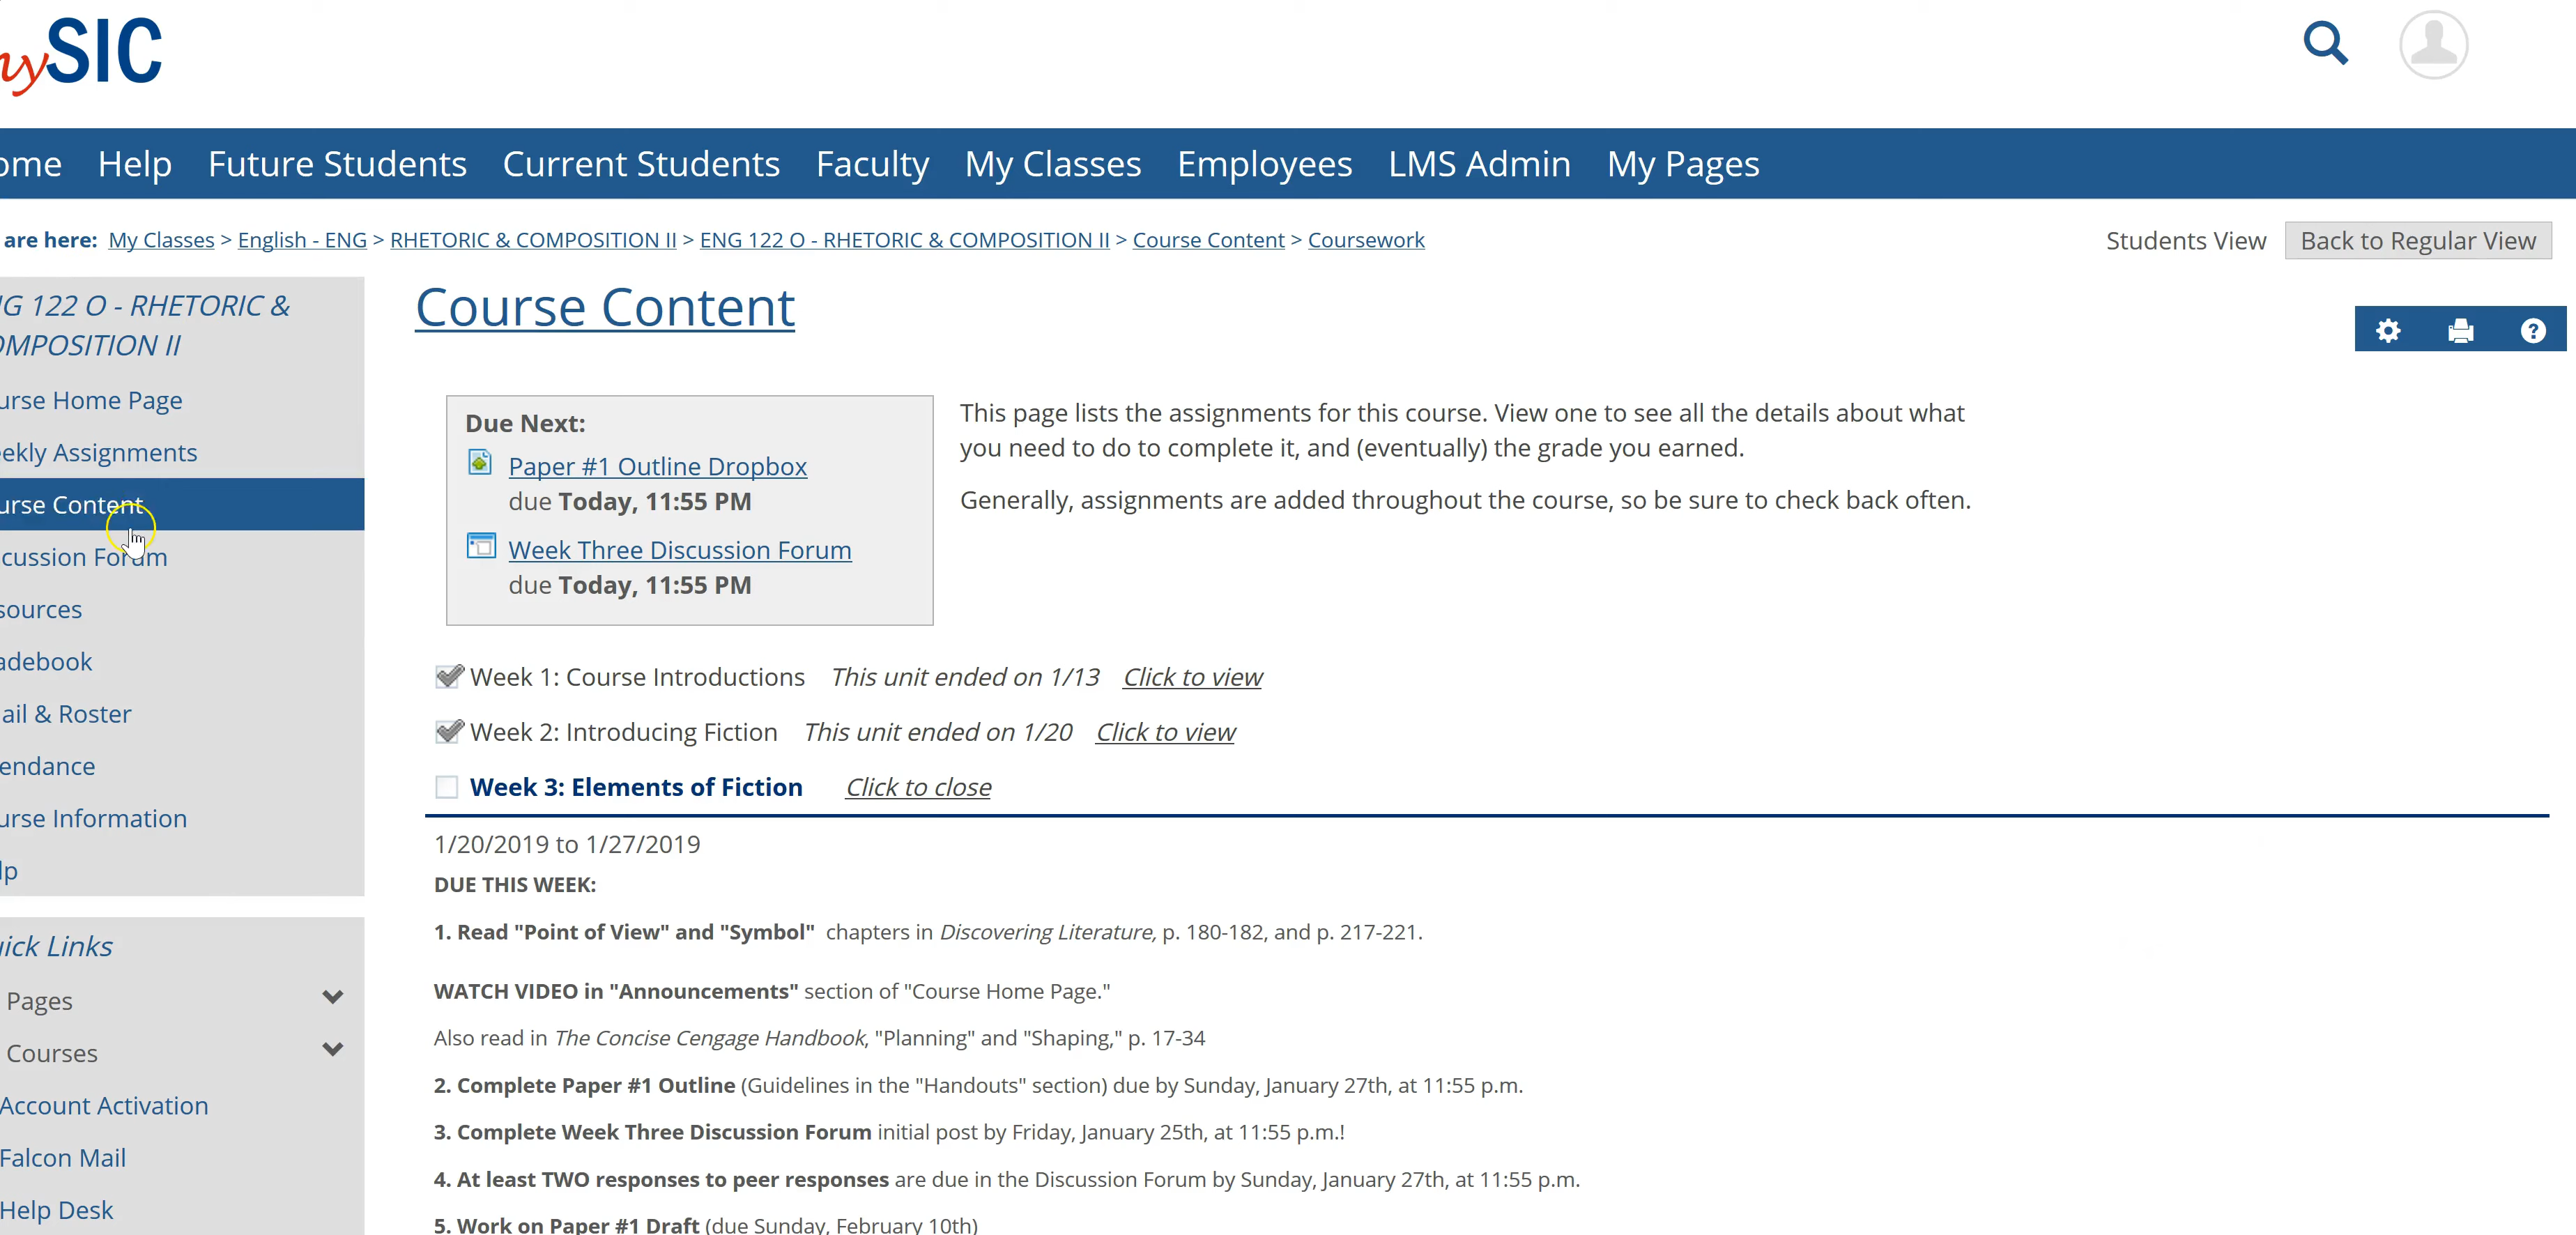 mySIC
ome Help Future Students Current Students Faculty My Classes Employees LMS Admin My Pages
are here: My Classes > English - ENG > RHETORIC & COMPOSITION II > ENG 122 O - RHETORIC & COMPOSITION II > Course Content > Coursework
Students View Back to Regular View
G 122 O - RHETORIC &
OMPOSITION II
urse Home Page
ekly Assignments
urse Content
cussion Forum
sources
adebook
ail & Roster
endance
urse Information
lp
ick Links
Pages
Courses
Account Activation
Falcon Mail
Help Desk
Course Content
Due Next:
Paper #1 Outline Dropbox
due Today, 11:55 PM
Week Three Discussion Forum
due Today, 11:55 PM
This page lists the assignments for this course. View one to see all the details about what
you need to do to complete it, and (eventually) the grade you earned.
Generally, assignments are added throughout the course, so be sure to check back often.
Week 1: Course Introductions This unit ended on 1/13 Click to view
Week 2: Introducing Fiction This unit ended on 1/20 Click to view
Week 3: Elements of Fiction Click to close
1/20/2019 to 1/27/2019
DUE THIS WEEK:
1. Read "Point of View" and "Symbol" chapters in Discovering Literature, p. 180-182, and p. 217-221.
WATCH VIDEO in "Announcements" section of "Course Home Page."
Also read in The Concise Cengage Handbook, "Planning" and "Shaping," p. 17-34
2. Complete Paper #1 Outline (Guidelines in the "Handouts" section) due by Sunday, January 27th, at 11:55 p.m.
3. Complete Week Three Discussion Forum initial post by Friday, January 25th, at 11:55 p.m.!
4. At least TWO responses to peer responses are due in the Discussion Forum by Sunday, January 27th, at 11:55 p.m.
5. Work on Paper #1 Draft (due Sunday, February 10th)